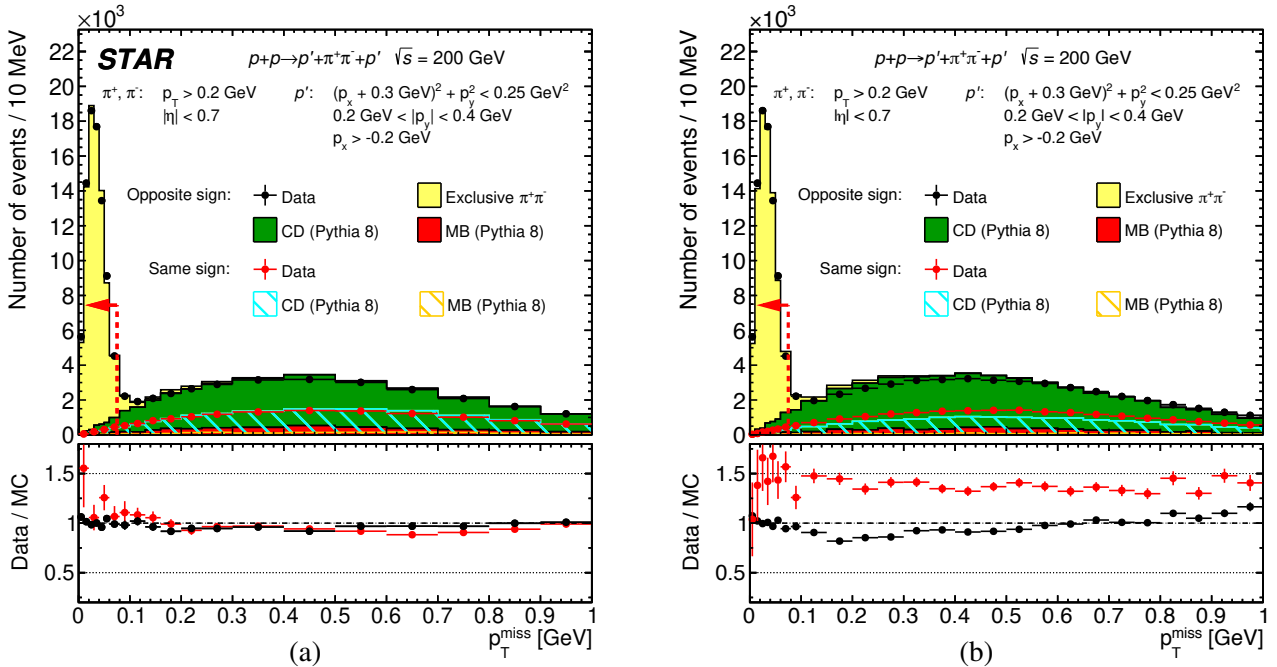 ×10³
22
20
18
16
14
12
10
8
6
4
2
0
Number of events / 10 MeV
STAR
p+p→p′+π⁺π⁻+p′ √s = 200 GeV
π⁺, π⁻: p_T > 0.2 GeV
|η| < 0.7
p′: (p_x + 0.3 GeV)² + p_y² < 0.25 GeV²
0.2 GeV < |p_y| < 0.4 GeV
p_x > -0.2 GeV
Opposite sign: Data Exclusive π⁺π⁻
CD (Pythia 8) MB (Pythia 8)
Same sign: Data
CD (Pythia 8) MB (Pythia 8)
Data / MC
1.5
1
0.5
0 0.1 0.2 0.3 0.4 0.5 0.6 0.7 0.8 0.9 1
p_T^miss [GeV]
(a)
×10³
22
20
18
16
14
12
10
8
6
4
2
0
Number of events / 10 MeV
p+p→p′+π⁺π⁻+p′ √s = 200 GeV
π⁺, π⁻: p_T > 0.2 GeV
|η| < 0.7
p′: (p_x + 0.3 GeV)² + p_y² < 0.25 GeV²
0.2 GeV < |p_y| < 0.4 GeV
p_x > -0.2 GeV
Opposite sign: Data Exclusive π⁺π⁻
CD (Pythia 8) MB (Pythia 8)
Same sign: Data
CD (Pythia 8) MB (Pythia 8)
Data / MC
1.5
1
0.5
0 0.1 0.2 0.3 0.4 0.5 0.6 0.7 0.8 0.9 1
p_T^miss [GeV]
(b)